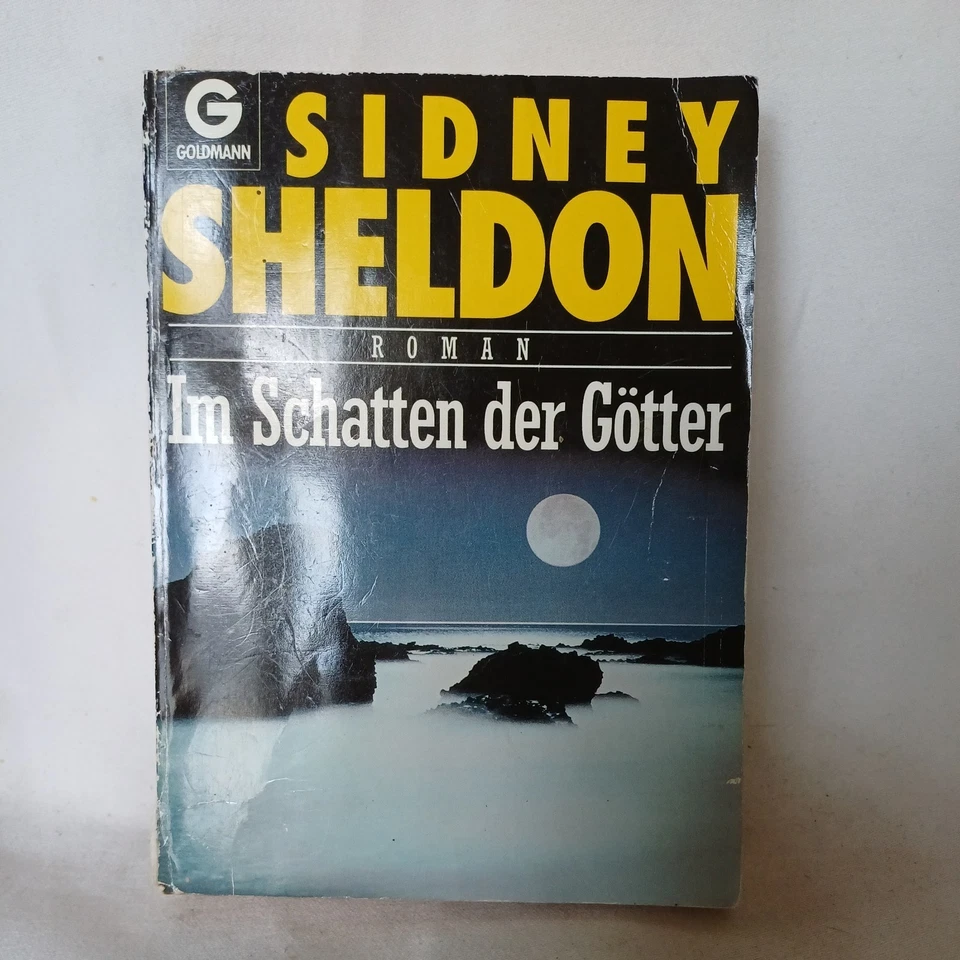 G
GOLDMANN
SIDNEY
SHELDON
ROMAN
Im Schatten der Götter